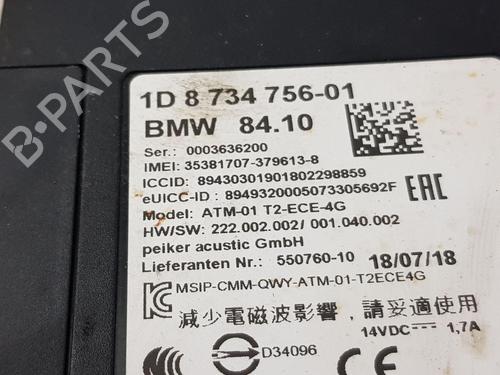 1D 8 734 756-01
BMW 84.10
Ser.: 0003636200
IMEI: 35381707-379613-8
ICCID: 89430301901802298859
eUICC-ID : 8949320005073305692F
Model: ATM-01 T2-ECE-4G
HW/SW: 222.002.002/ 001.040.002
peiker acustic GmbH
Lieferanten Nr.: 550760-10 18/07/18
EAC
MSIP-CMM-QWY-ATM-01-T2ECE4G
減少電磁波影響，請妥適使用
14VDC 1,7A
D34096
CE
B-PARTS